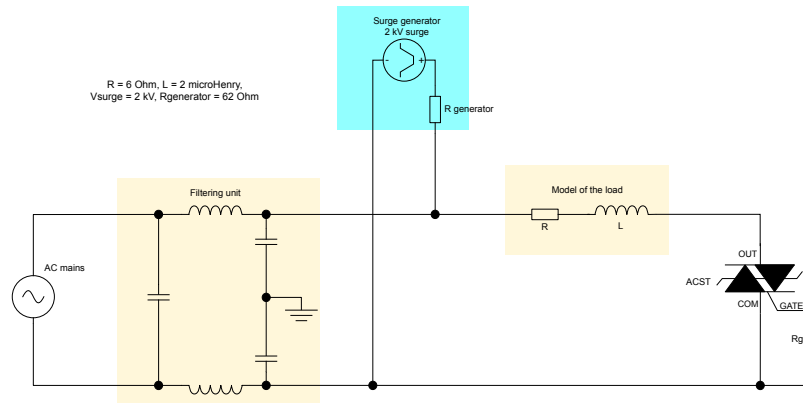 Surge generator
2 kV surge
-
+
R = 6 Ohm, L = 2 microHenry,
Vsurge = 2 kV, Rgenerator = 62 Ohm
R generator
Filtering unit
Model of the load
R
L
AC mains
OUT
ACST
COM
GATE
Rg